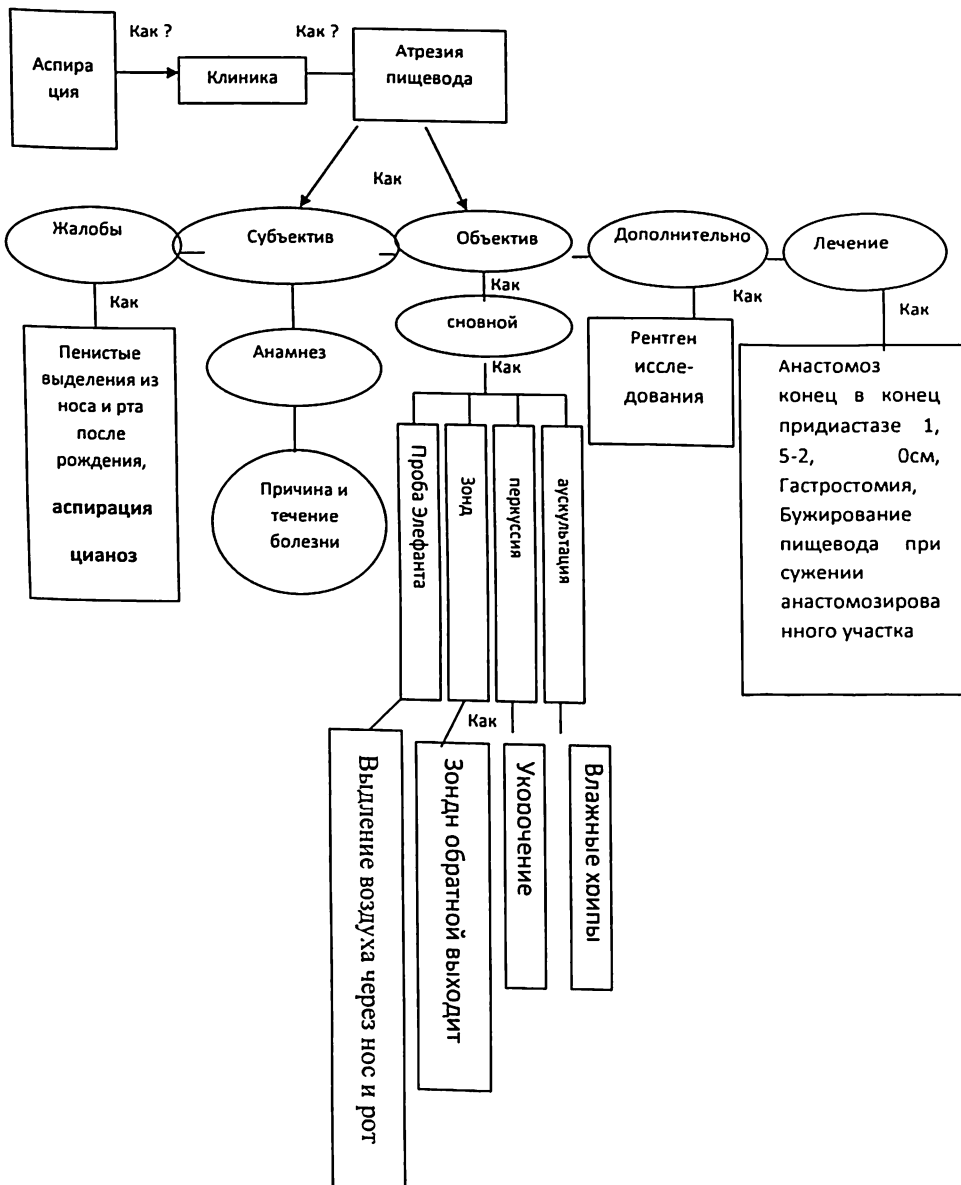 Как ?
Как ?
Аспира
ция
Клиника
Атрезия
пищевода
Как
Жалобы
Субъектив
Объектив
Дополнительно
Лечение
Как
Как
Как
Как
сновной
Анамнез
Как
Пенистые
выделения из
носа и рта
после
рождения,
аспирация
цианоз
Причина и
течение
болезни
Рентген
иссле-
дования
Анастомоз
конец в конец
придиастазе 1,
5-2, 0см,
Гастростомия,
Бужирование
пищевода при
сужении
анастомозирова
нного участка
Проба Элефанта
Зонд
перкуссия
аускультация
Как
Выдление воздуха через нос и рот
Зондн обратной выходит
Укорочение
Влажные хрипы